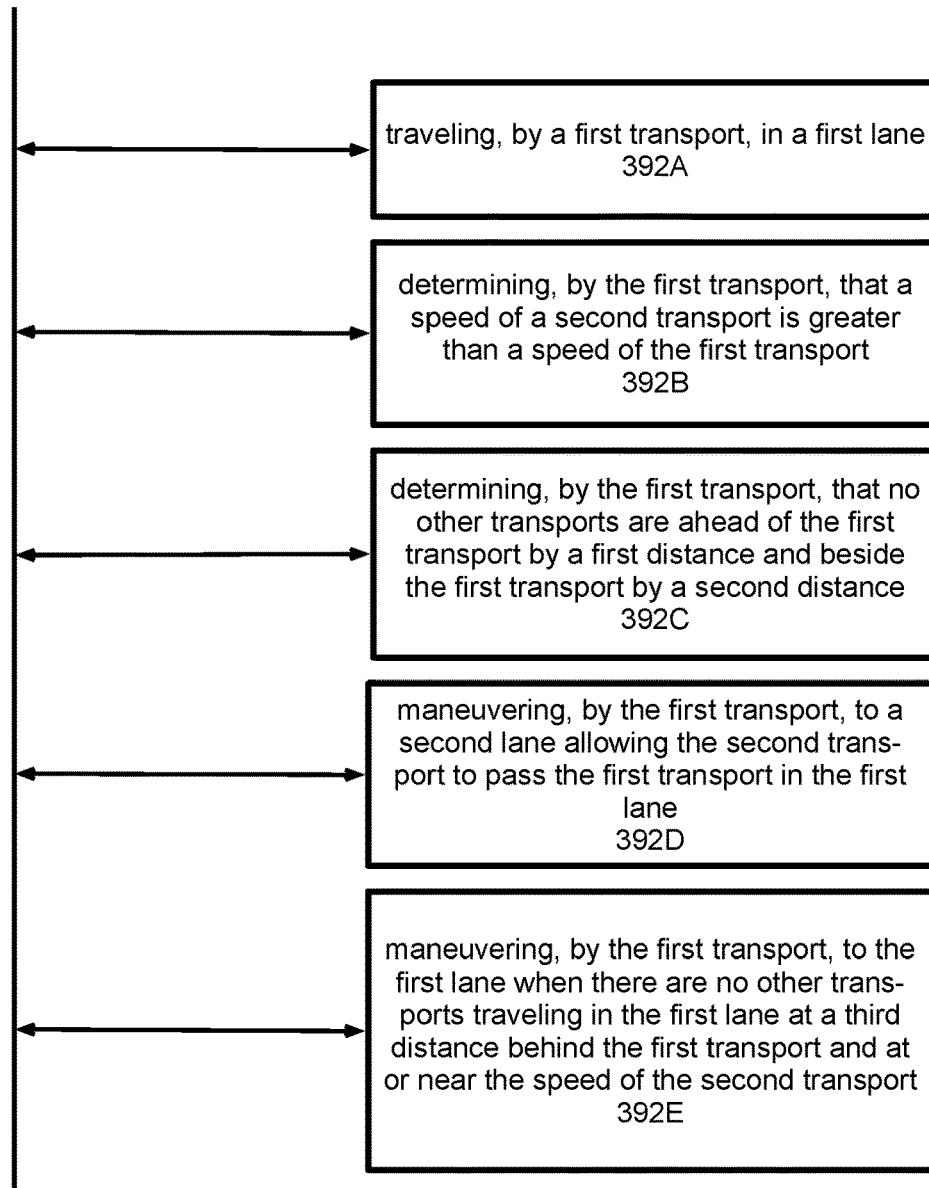 traveling, by a first transport, in a first lane
392A
determining, by the first transport, that a
speed of a second transport is greater
than a speed of the first transport
392B
determining, by the first transport, that no
other transports are ahead of the first
transport by a first distance and beside
the first transport by a second distance
392C
maneuvering, by the first transport, to a
second lane allowing the second trans-
port to pass the first transport in the first
lane
392D
maneuvering, by the first transport, to the
first lane when there are no other trans-
ports traveling in the first lane at a third
distance behind the first transport and at
or near the speed of the second transport
392E